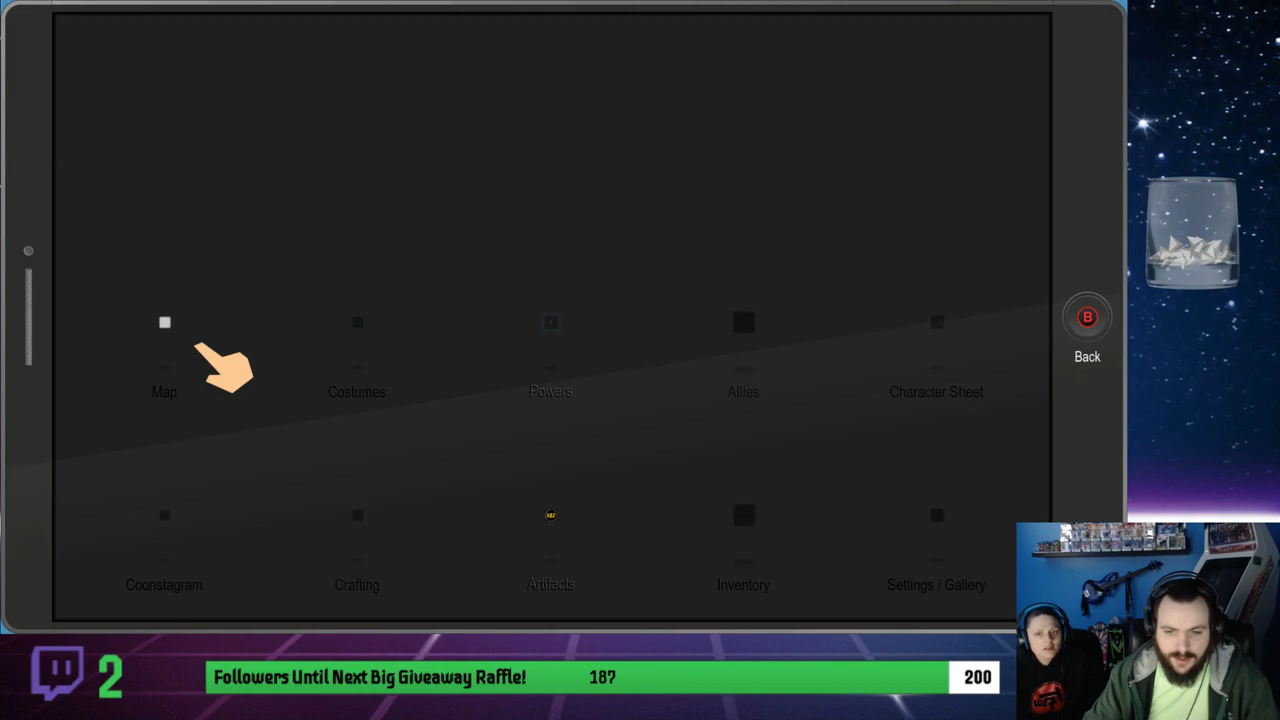 B
Back
Map
Costumes
Powers
Allies
Character Sheet
Coonstagram
Crafting
Artifacts
Inventory
Settings / Gallery
2
Followers Until Next Big Giveaway Raffle!
187
200